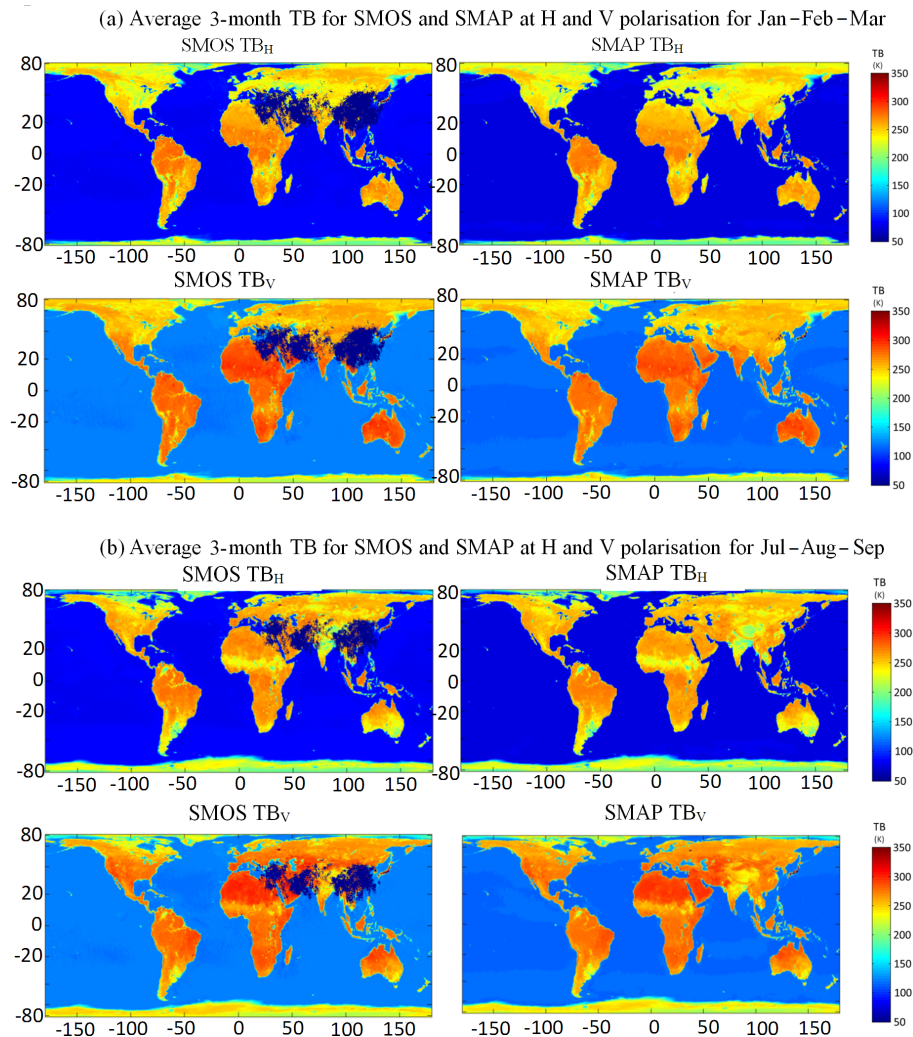 (a) Average 3-month TB for SMOS and SMAP at H and V polarisation for Jan-Feb-Mar
SMOS TBH
SMAP TBH
TB
(K)
80
20
0
-20
-80
80
20
0
-20
-80
350
300
250
200
150
100
50
-150 -100 -50 0 50 100 150
-150 -100 -50 0 50 100 150
SMOS TBV
SMAP TBV
TB
(K)
80
20
0
-20
-80
80
20
0
-20
-80
350
300
250
200
150
100
50
-150 -100 -50 0 50 100 150
-150 -100 -50 0 50 100 150
(b) Average 3-month TB for SMOS and SMAP at H and V polarisation for Jul-Aug-Sep
SMOS TBH
SMAP TBH
TB
(K)
80
20
0
-20
-80
80
20
0
-20
-80
350
300
250
200
150
100
50
-150 -100 -50 0 50 100 150
-150 -100 -50 0 50 100 150
SMOS TBV
SMAP TBV
TB
(K)
80
20
0
-20
-80
80
20
0
-20
-80
350
300
250
200
150
100
50
-150 -100 -50 0 50 100 150
-150 -100 -50 0 50 100 150